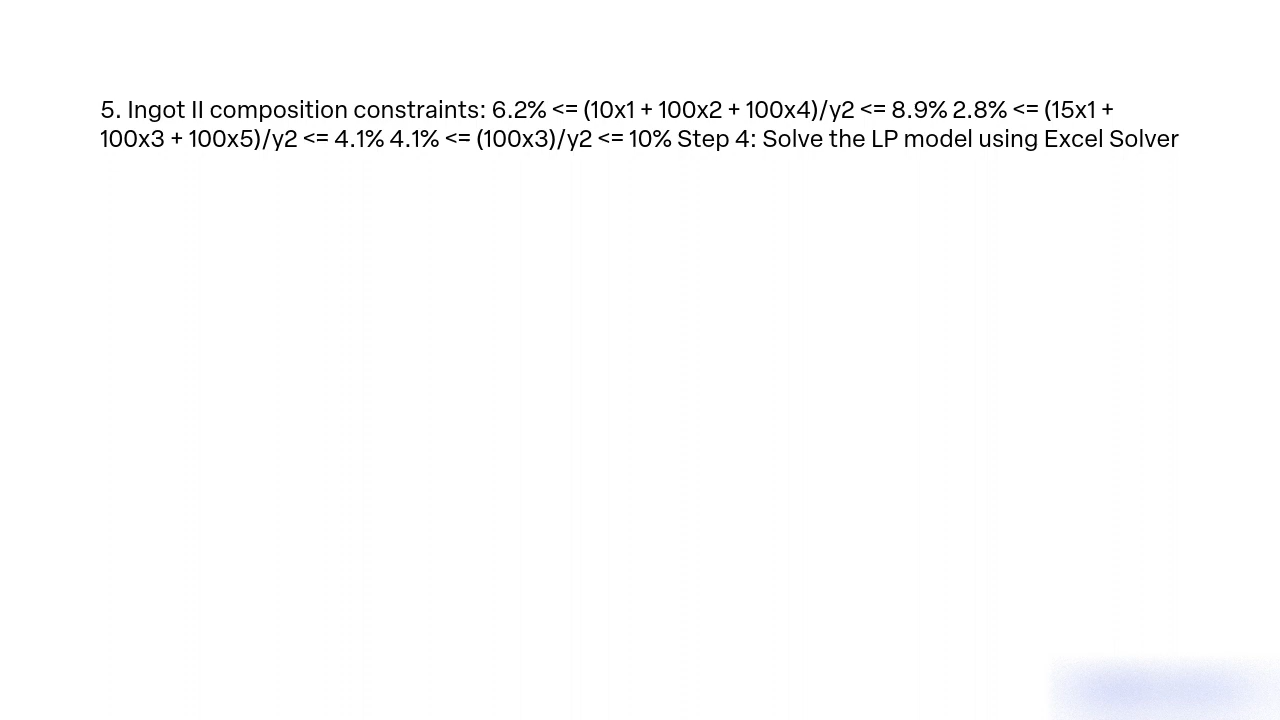 5. Ingot II composition constraints: 6.2% <= (10x1 + 100x2 + 100x4)/y2 <= 8.9% 2.8% <= (15x1 +
100x3 + 100x5)/y2 <= 4.1% 4.1% <= (100x3)/y2 <= 10% Step 4: Solve the LP model using Excel Solver